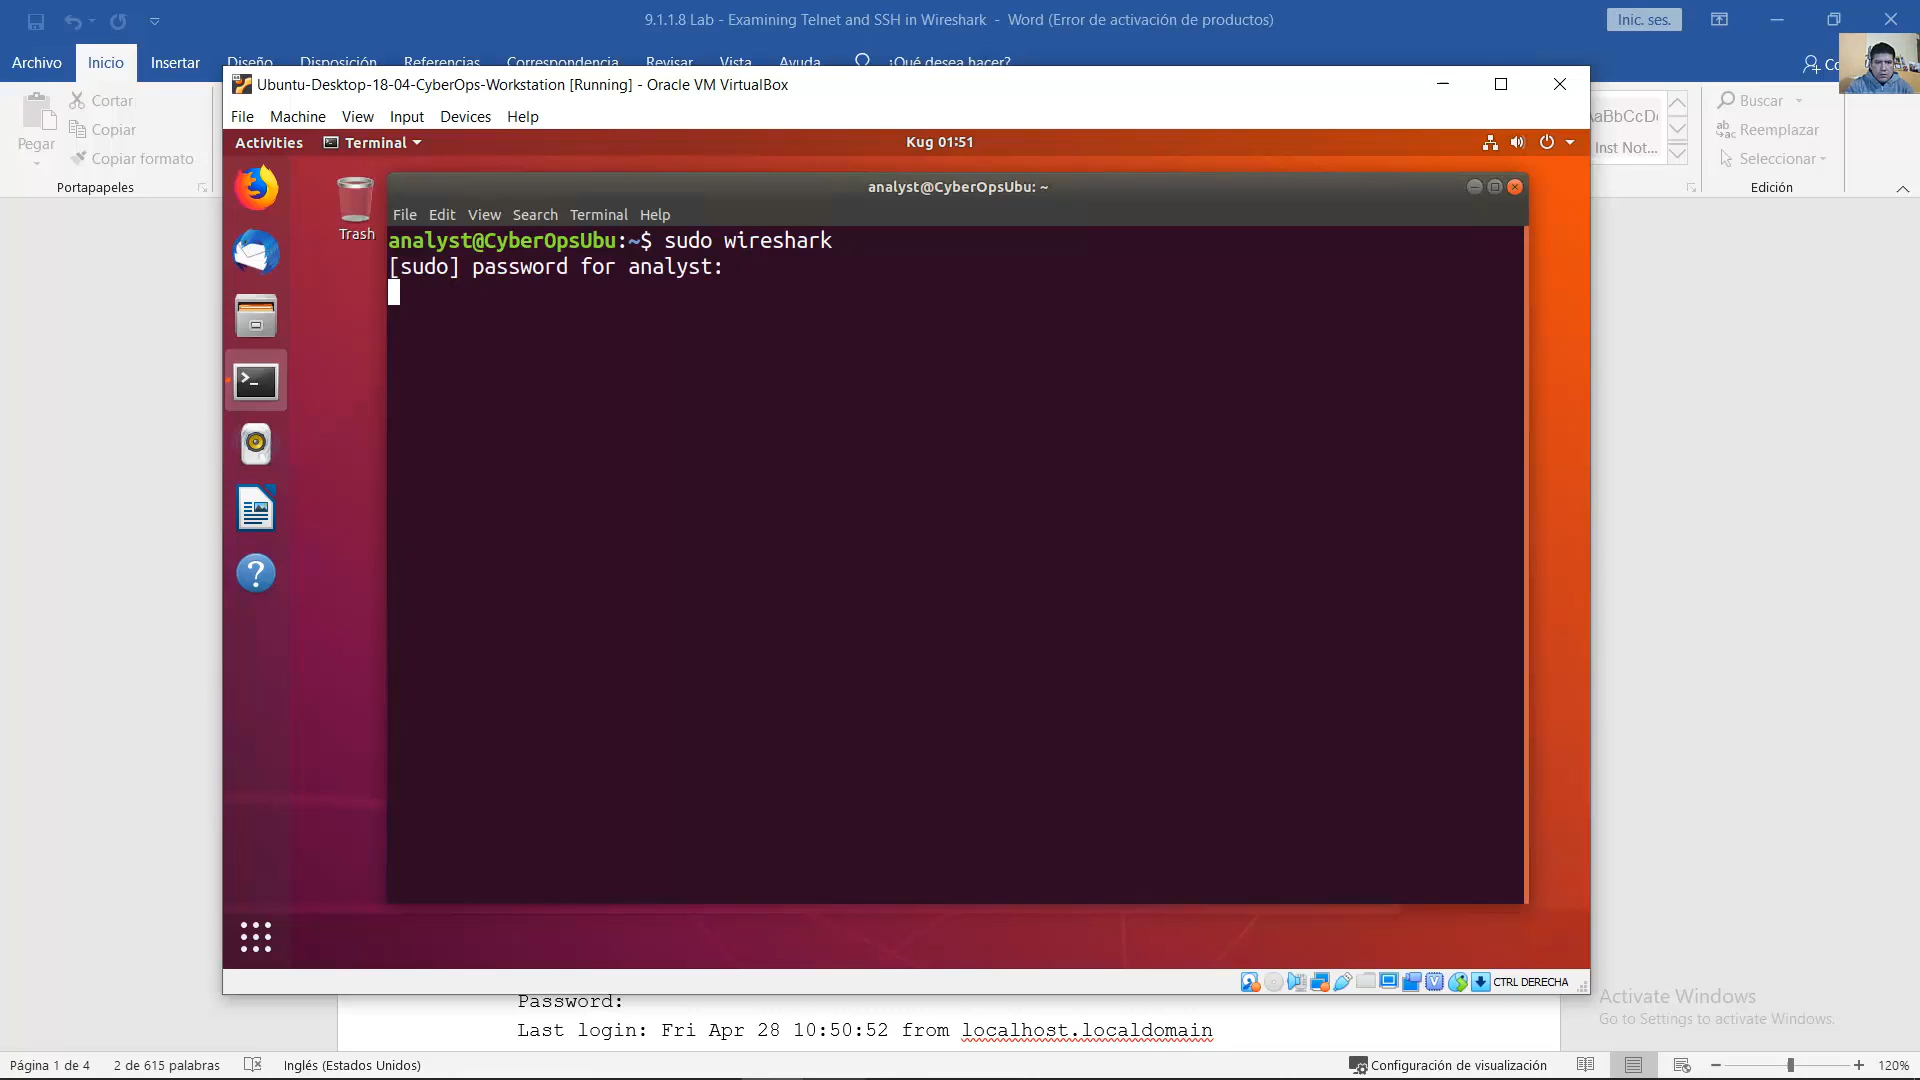 9.1.1.8 Lab - Examining Telnet and SSH in Wireshark - Word (Error de activación de productos)
Inic. ses.
Archivo
Inicio
Insertar
Diseño
Disposición
Referencias
Correspondencia
Revisar
Vista
Ayuda
¿Qué desea hacer?
Pegar
Cortar
Copiar
Copiar formato
Portapapeles
AaBbCcDc
Inst Not...
Buscar
Reemplazar
Seleccionar
Edición
Ubuntu-Desktop-18-04-CyberOps-Workstation [Running] - Oracle VM VirtualBox
File Machine View Input Devices Help
Activities Terminal
Kug 01:51
Trash
analyst@CyberOpsUbu: ~
File Edit View Search Terminal Help
analyst@CyberOpsUbu:~$ sudo wireshark
[sudo] password for analyst:
CTRL DERECHA
Password:
Last login: Fri Apr 28 10:50:52 from localhost.localdomain
Activate Windows
Go to Settings to activate Windows.
Página 1 de 4
2 de 615 palabras
Inglés (Estados Unidos)
Configuración de visualización
120%